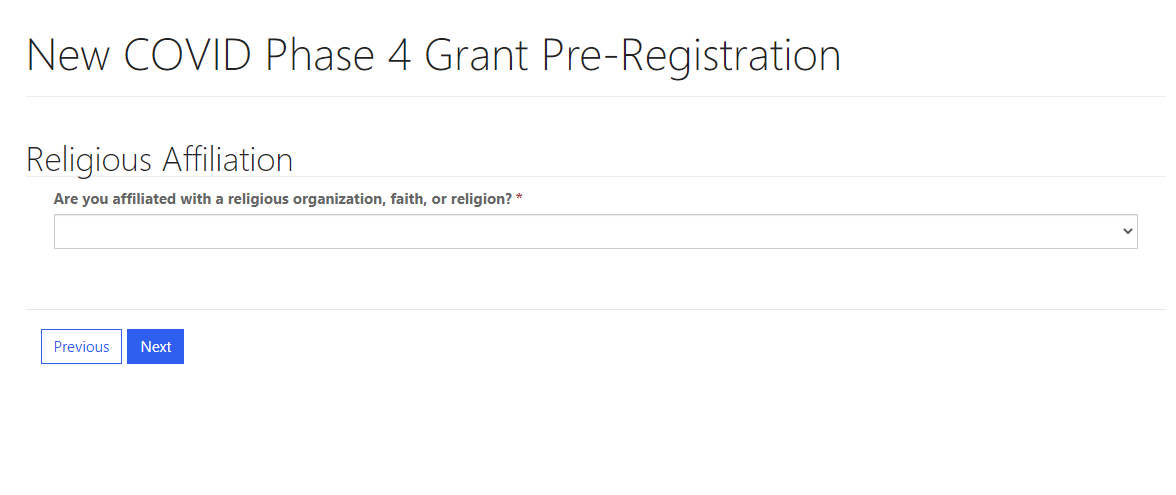 New COVID Phase 4 Grant Pre-Registration
Religious Affiliation
Are you affiliated with a religious organization, faith, or religion? *
Previous
Next